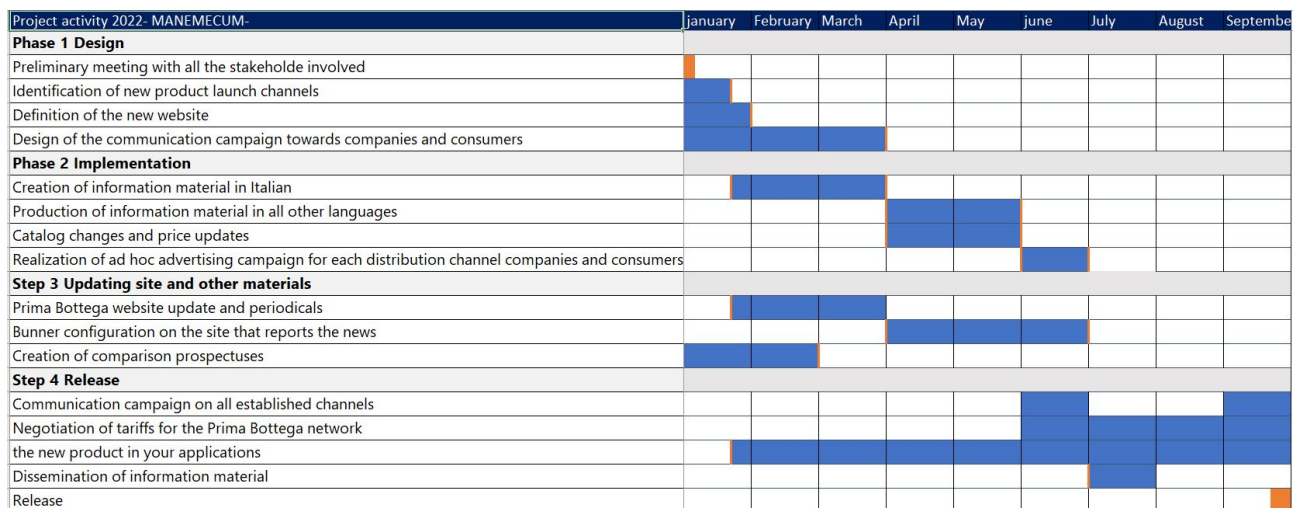 Project activity 2022- MANEMECUM- january February March April May june July August Septembe
Phase 1 Design
Preliminary meeting with all the stakeholde involved
Identification of new product launch channels
Definition of the new website
Design of the communication campaign towards companies and consumers
Phase 2 Implementation
Creation of information material in Italian
Production of information material in all other languages
Catalog changes and price updates
Realization of ad hoc advertising campaign for each distribution channel companies and consumers
Step 3 Updating site and other materials
Prima Bottega website update and periodicals
Bunner configuration on the site that reports the news
Creation of comparison prospectuses
Step 4 Release
Communication campaign on all established channels
Negotiation of tariffs for the Prima Bottega network
the new product in your applications
Dissemination of information material
Release